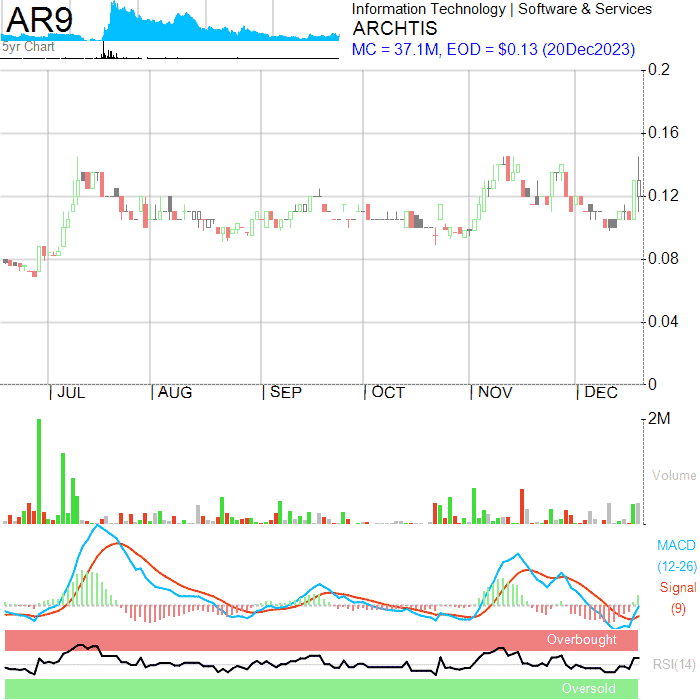 AR9
5yr Chart
Information Technology | Software & Services
ARCHTIS
MC = 37.1M, EOD = $0.13 (20Dec2023)
0.2
0.16
0.12
0.08
0.04
0
JUL AUG SEP OCT NOV DEC
2M
Volume
MACD
(12-26)
Signal
(9)
Overbought
RSI(14)
Oversold